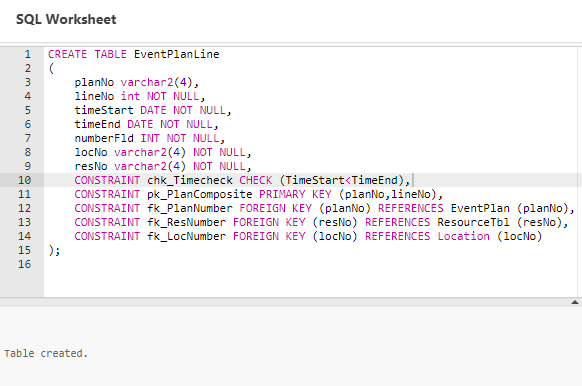 SQL Worksheet
1 CREATE TABLE EventPlanLine
2 (
3 planNo varchar2(4),
4 lineNo int NOT NULL,
5 timeStart DATE NOT NULL,
6 timeEnd DATE NOT NULL,
7 numberFld INT NOT NULL,
8 locNo varchar2(4) NOT NULL,
9 resNo varchar2(4) NOT NULL,
10 CONSTRAINT chk_Timecheck CHECK (TimeStart<TimeEnd),
11 CONSTRAINT pk_PlanComposite PRIMARY KEY (planNo,lineNo),
12 CONSTRAINT fk_PlanNumber FOREIGN KEY (planNo) REFERENCES EventPlan (planNo),
13 CONSTRAINT fk_ResNumber FOREIGN KEY (resNo) REFERENCES ResourceTbl (resNo),
14 CONSTRAINT fk_LocNumber FOREIGN KEY (locNo) REFERENCES Location (locNo)
15 );
16
Table created.